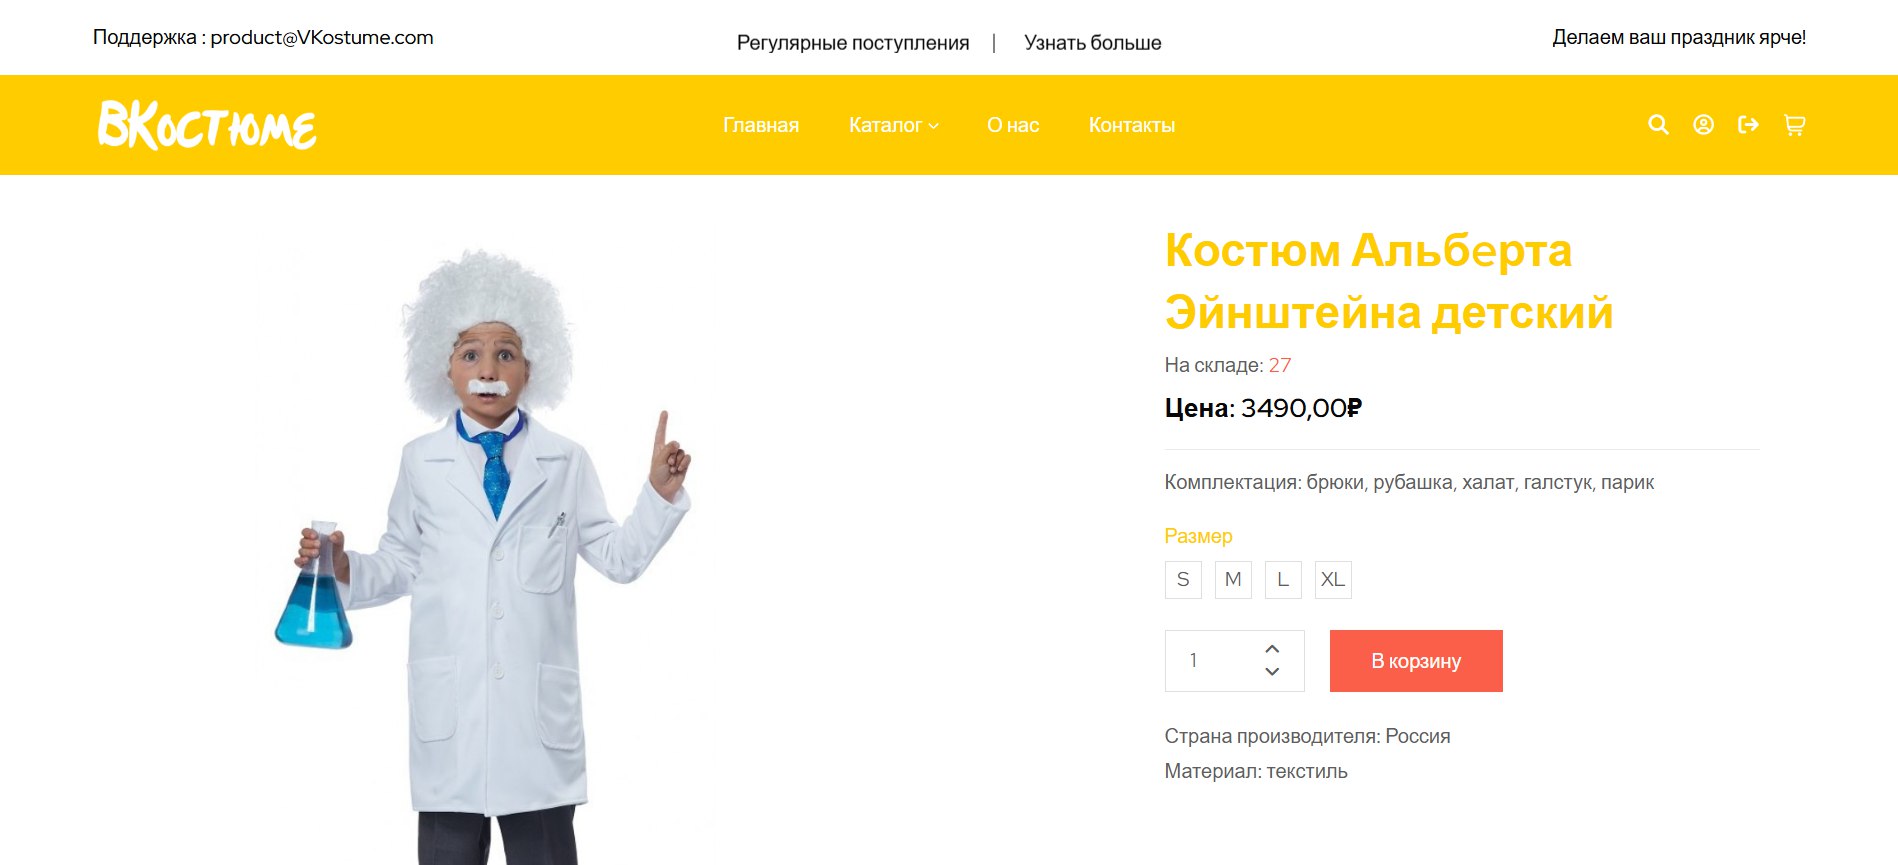 Поддержка : product@VKostume.com
Регулярные поступления | Узнать больше
Делаем ваш праздник ярче!
ВКостюме
Главная Каталог О нас Контакты
Костюм Альберта
Эйнштейна детский
На складе: 27
Цена: 3490,00₽
Комплектация: брюки, рубашка, халат, галстук, парик
Размер
S M L XL
1
В корзину
Страна производителя: Россия
Материал: текстиль